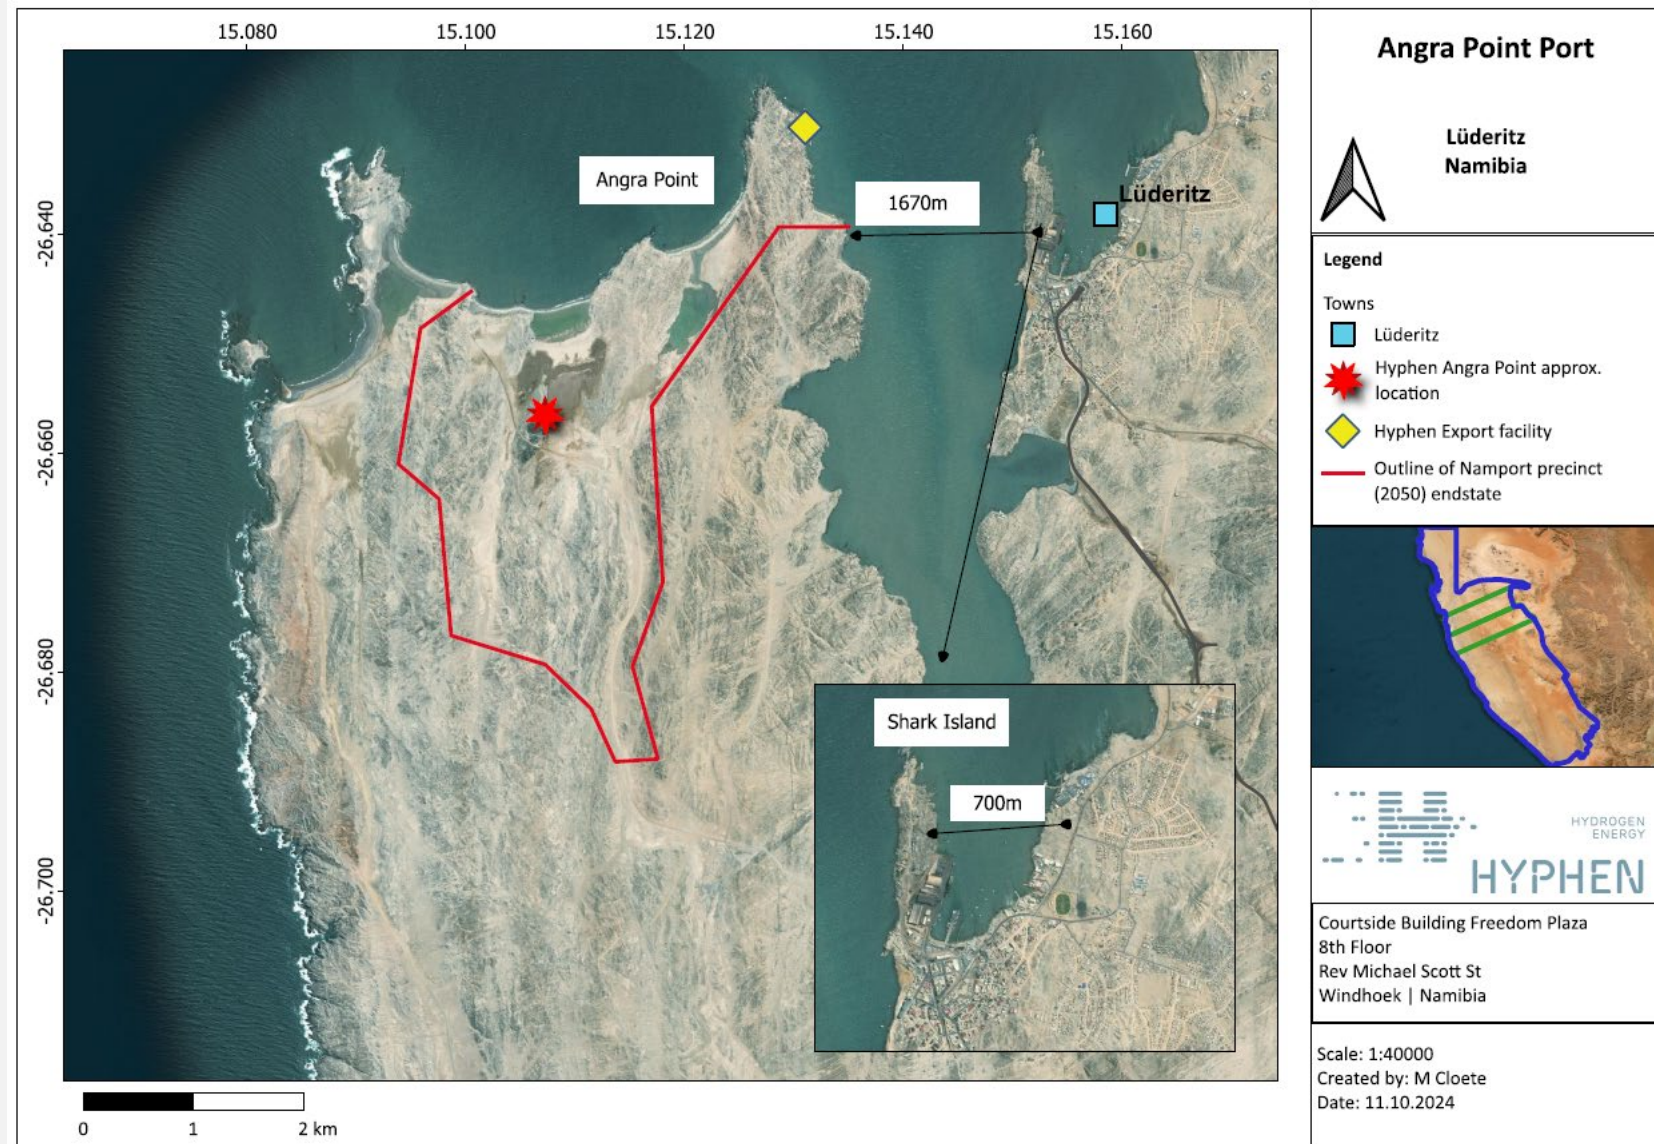 15.080
15.100
15.120
15.140
15.160
-26.640
-26.660
-26.680
-26.700
Angra Point
1670m
Lüderitz
Shark Island
700m
0 1 2 km
Angra Point Port
Lüderitz
Namibia
Legend
Towns
Lüderitz
Hyphen Angra Point approx.
location
Hyphen Export facility
Outline of Namport precinct
(2050) endstate
HYDROGEN
ENERGY
HYPHEN
Courtside Building Freedom Plaza
8th Floor
Rev Michael Scott St
Windhoek | Namibia
Scale: 1:40000
Created by: M Cloete
Date: 11.10.2024